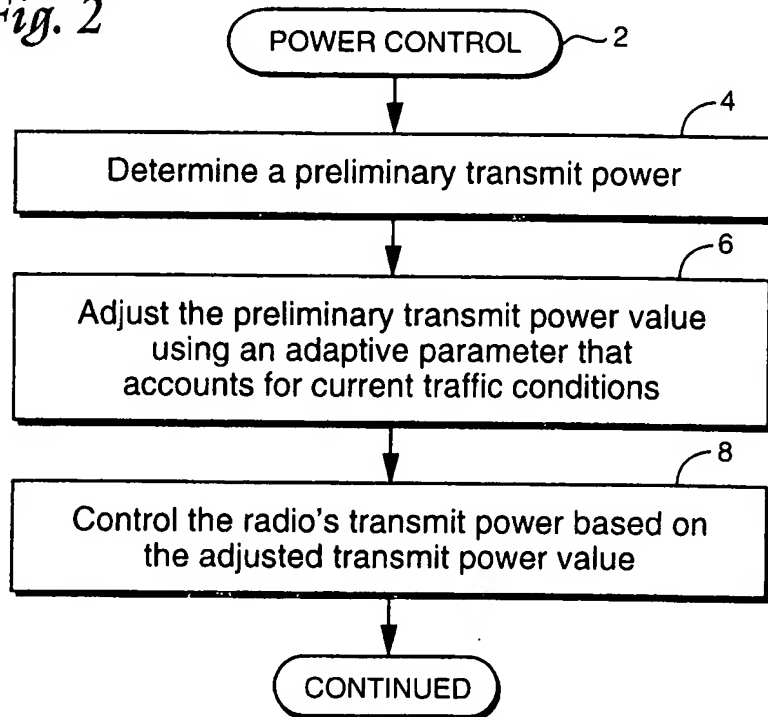 Fig. 2
POWER CONTROL
2
4
Determine a preliminary transmit power
6
Adjust the preliminary transmit power value
using an adaptive parameter that
accounts for current traffic conditions
8
Control the radio's transmit power based on
the adjusted transmit power value
CONTINUED